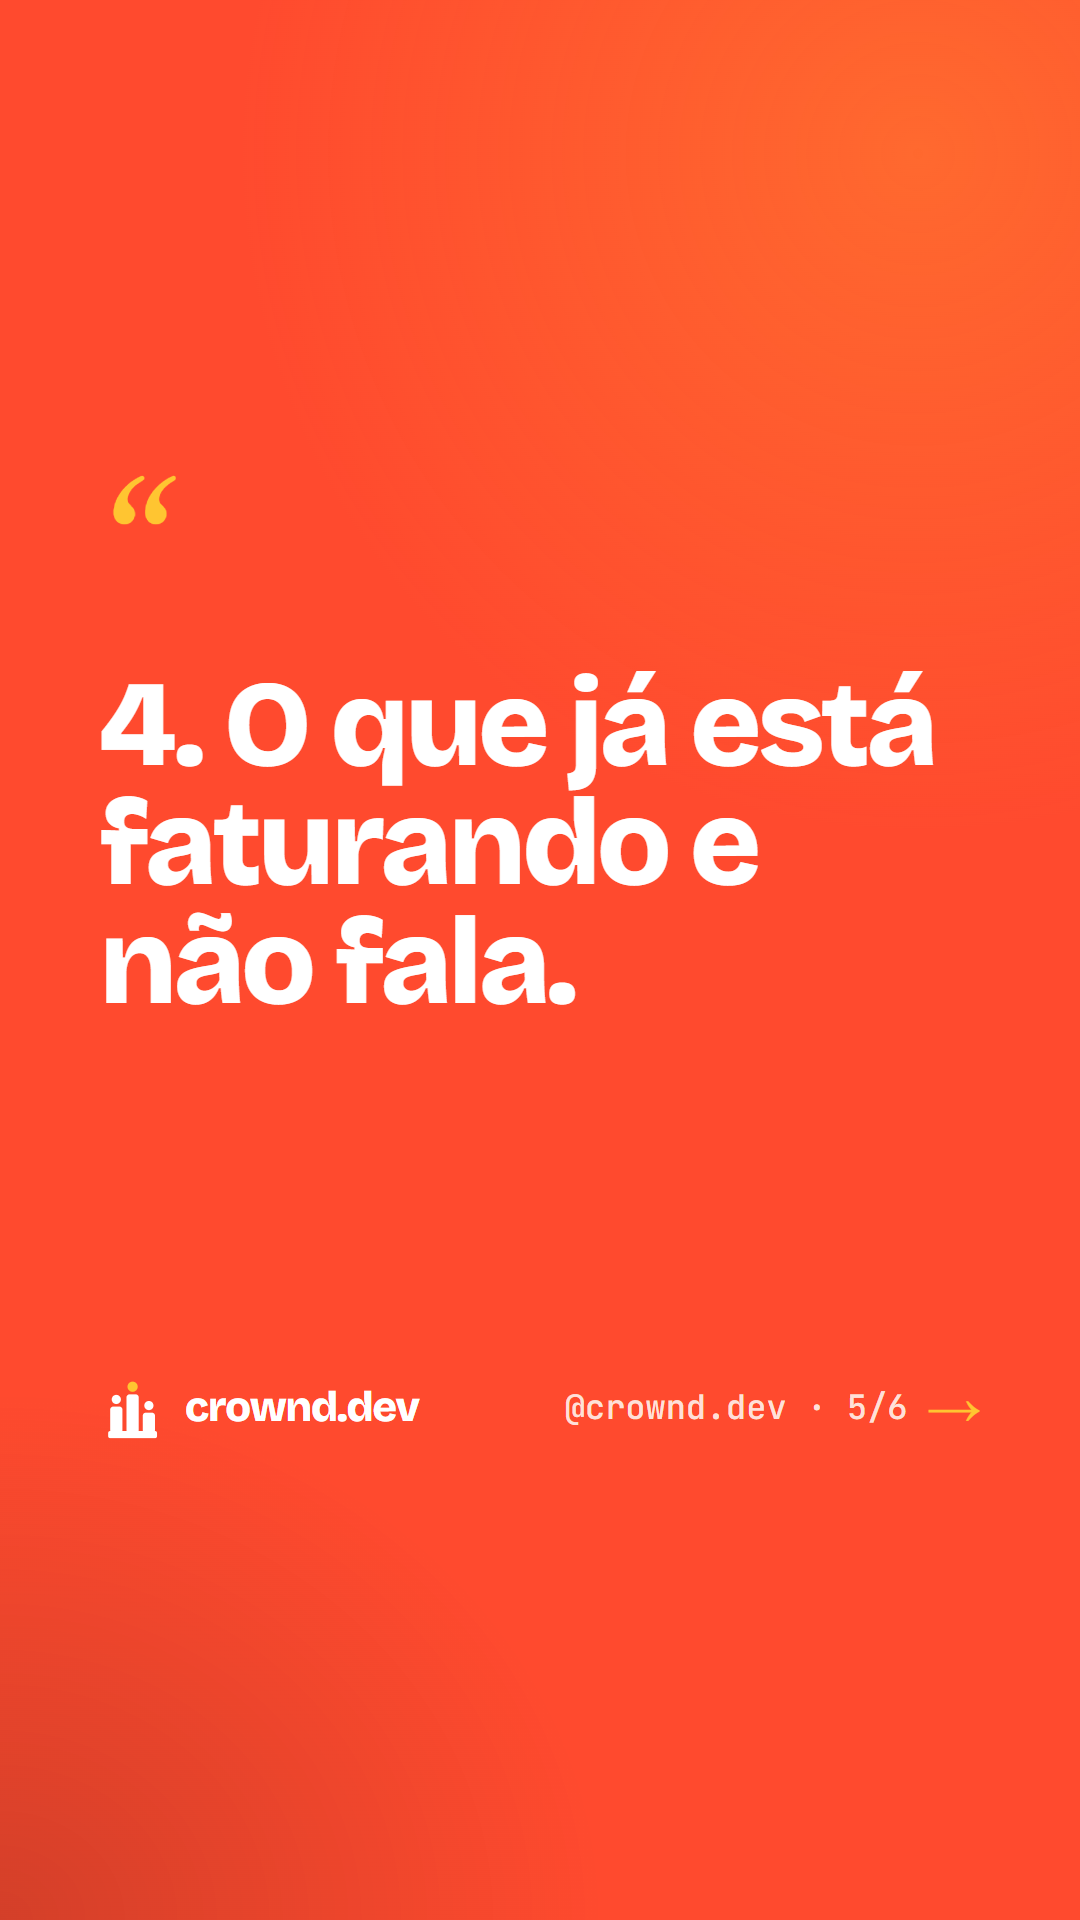 “
4. O que já está
faturando e
não fala.
crownd.dev
@crownd.dev · 5/6 →